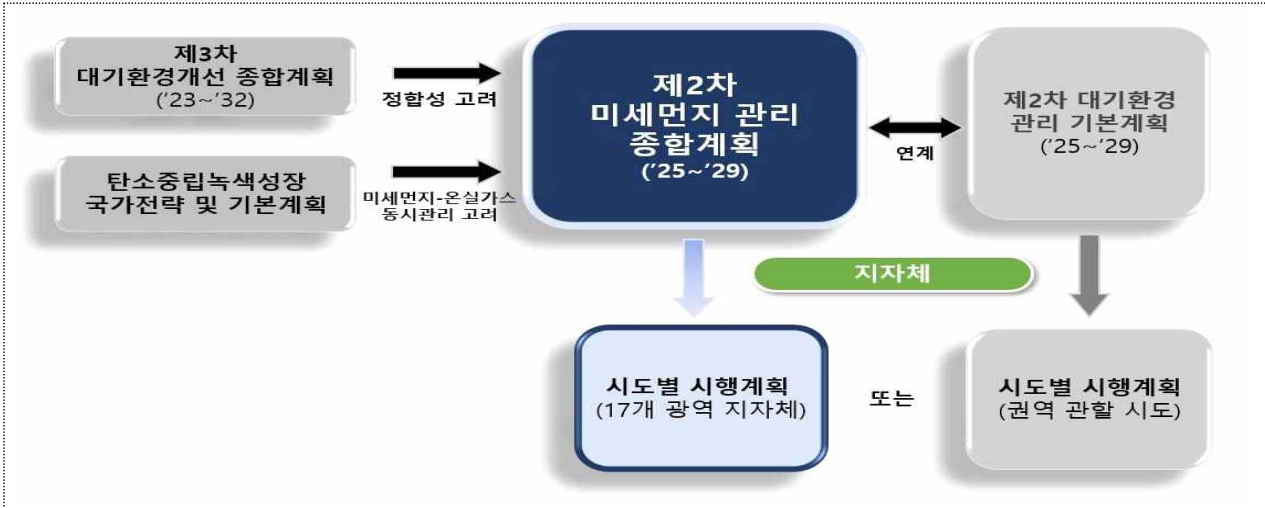 제3차
대기환경개선 종합계획
('23~'32)
정합성 고려
탄소중립녹색성장
국가전략 및 기본계획
미세먼지-온실가스
동시관리 고려
제2차
미세먼지 관리
종합계획
('25~'29)
연계
제2차 대기환경
관리 기본계획
('25~'29)
지자체
시도별 시행계획
(17개 광역 지자체)
또는
시도별 시행계획
(권역 관할 시도)